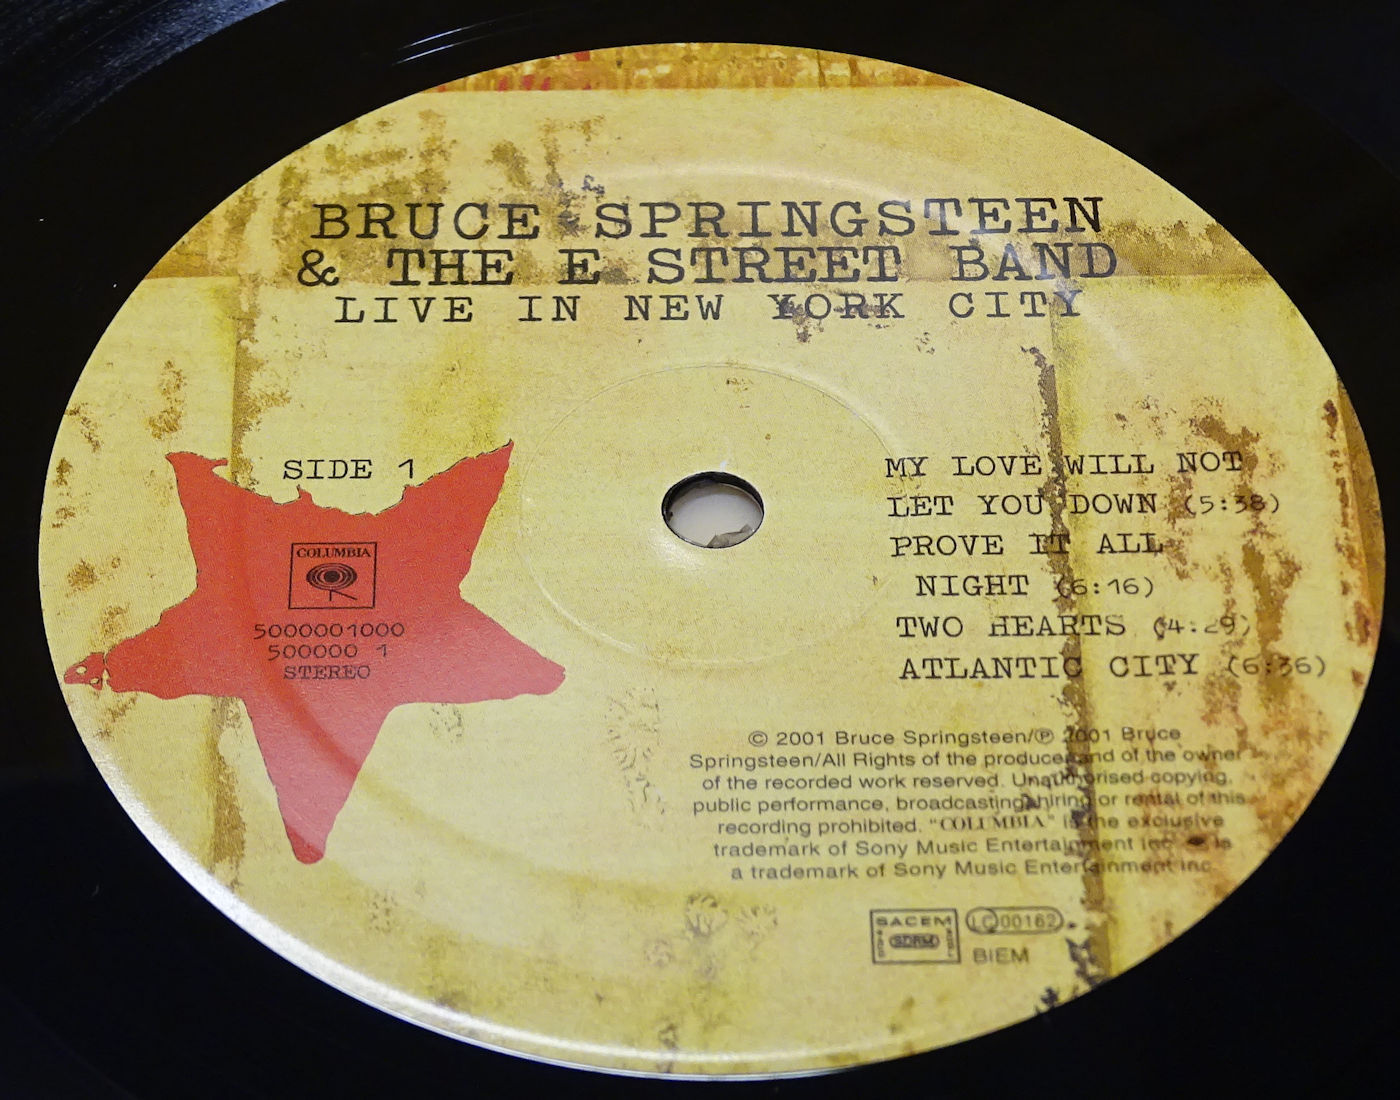 BRUCE SPRINGSTEEN
& THE E STREET BAND
LIVE IN NEW YORK CITY
SIDE 1
COLUMBIA
5000001000
500000 1
STEREO
MY LOVE WILL NOT
LET YOU DOWN (5:38)
PROVE IT ALL
NIGHT (6:16)
TWO HEARTS (4:29)
ATLANTIC CITY (6:36)
© 2001 Bruce Springsteen/℗ 2001 Bruce
Springsteen/All Rights of the producer and of the owner
of the recorded work reserved. Unauthorised copying,
public performance, broadcasting, hiring or rental of this
recording prohibited. "COLUMBIA" is the exclusive
trademark of Sony Music Entertainment Inc. is
a trademark of Sony Music Entertainment Inc.
SACEM
SDRM
LC 00162
BIEM